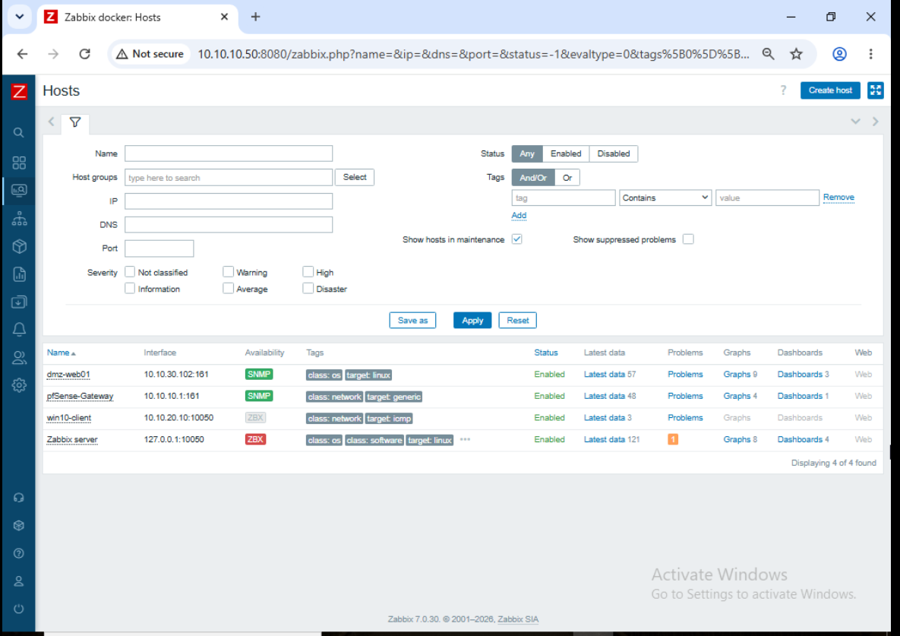 Z Zabbix docker: Hosts
Not secure 10.10.10.50:8080/zabbix.php?name=&ip=&dns=&port=&status=-1&evaltype=0&tags%5B0%5D%5B...
Z Hosts ? Create host
Name Status Any Enabled Disabled
Host groups type here to search Select Tags And/Or Or
IP tag Contains value Remove
DNS Add
Show hosts in maintenance Show suppressed problems
Port
Severity Not classified Warning High
Information Average Disaster
Save as Apply Reset
Name Interface Availability Tags Status Latest data Problems Graphs Dashboards Web
dmz-web01 10.10.30.102:161 SNMP class: os target: linux Enabled Latest data 57 Problems Graphs 9 Dashboards 3 Web
pfSense-Gateway 10.10.10.1:161 SNMP class: network target: generic Enabled Latest data 48 Problems Graphs 4 Dashboards 1 Web
win10-client 10.10.20.10:10050 ZBX class: network target: icmp Enabled Latest data 3 Problems Graphs Dashboards Web
Zabbix server 127.0.0.1:10050 ZBX class: os class: software target: linux ••• Enabled Latest data 121 1 Graphs 8 Dashboards 4 Web
Displaying 4 of 4 found
Activate Windows
Go to Settings to activate Windows.
Zabbix 7.0.30. © 2001–2026, Zabbix SIA